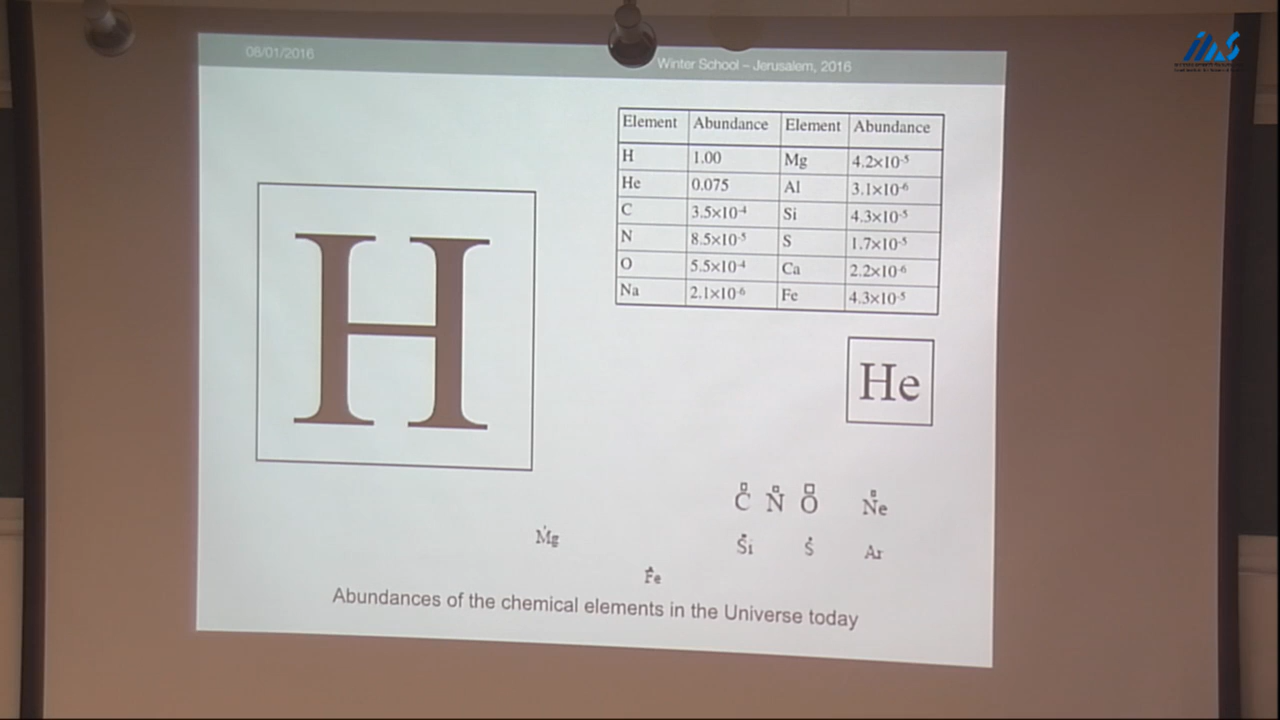 08/01/2016
Winter School – Jerusalem, 2016
Element Abundance Element Abundance
H 1.00 Mg 4.2×10⁻⁵
He 0.075 Al 3.1×10⁻⁶
C 3.5×10⁻⁴ Si 4.3×10⁻⁵
N 8.5×10⁻⁵ S 1.7×10⁻⁵
O 5.5×10⁻⁴ Ca 2.2×10⁻⁶
Na 2.1×10⁻⁶ Fe 4.3×10⁻⁵
H
He
C N O Ne
Mg Si S Ar
Fe
Abundances of the chemical elements in the Universe today